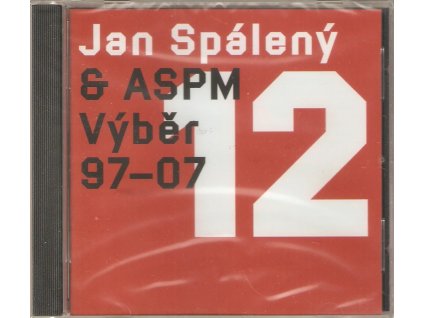 Jan Spálený
& ASPM
Výběr
97–07
12